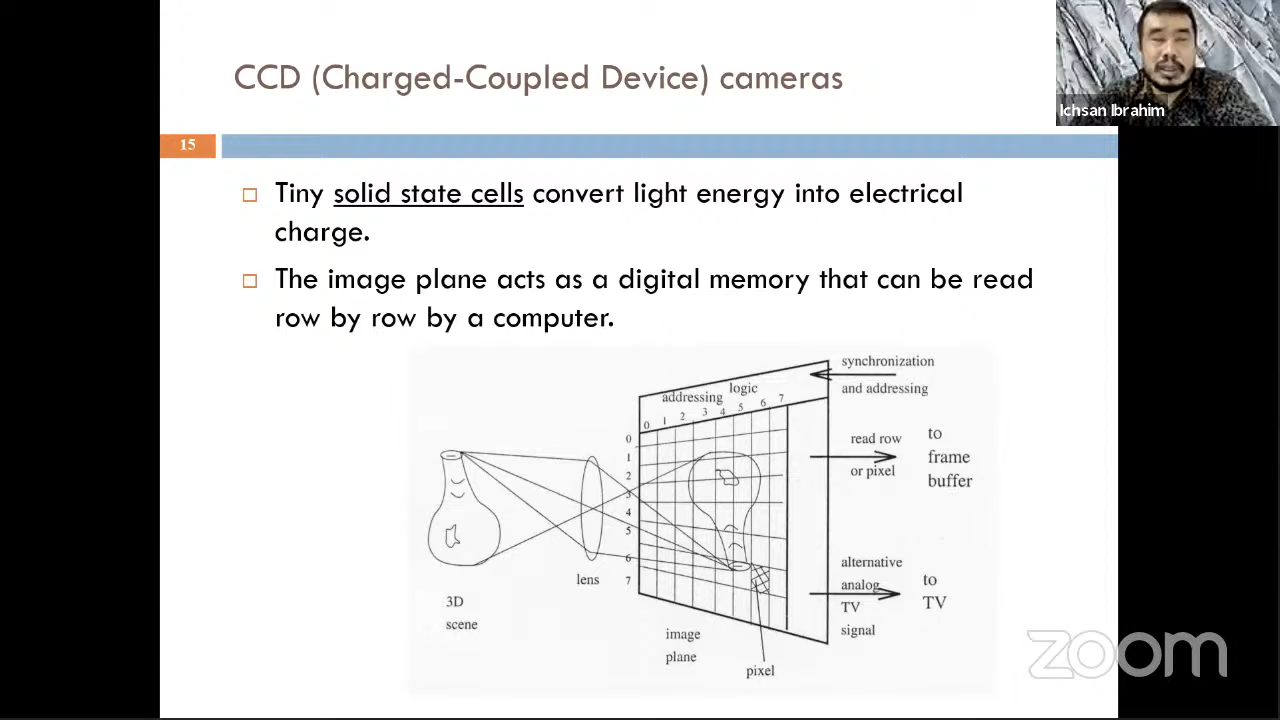 CCD (Charged-Coupled Device) cameras
Ichsan Ibrahim
15
Tiny solid state cells convert light energy into electrical
charge.
The image plane acts as a digital memory that can be read
row by row by a computer.
synchronization
and addressing
addressing logic
0 1 2 3 4 5 6 7
0
1
2
3
4
5
6
7
read row
or pixel
to
frame
buffer
lens
alternative
analog
TV
signal
to
TV
3D
scene
image
plane
pixel
zoom